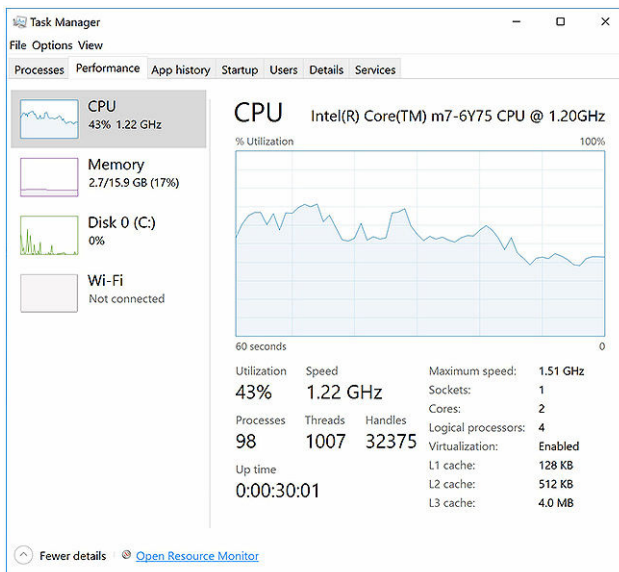 Task Manager
File Options View
Processes Performance App history Startup Users Details Services
CPU
43% 1.22 GHz
Memory
2.7/15.9 GB (17%)
Disk 0 (C:)
0%
Wi-Fi
Not connected
CPU Intel(R) Core(TM) m7-6Y75 CPU @ 1.20GHz
% Utilization 100%
60 seconds 0
Utilization Speed
43% 1.22 GHz
Processes Threads Handles
98 1007 32375
Up time
0:00:30:01
Maximum speed: 1.51 GHz
Sockets: 1
Cores: 2
Logical processors: 4
Virtualization: Enabled
L1 cache: 128 KB
L2 cache: 512 KB
L3 cache: 4.0 MB
Fewer details Open Resource Monitor